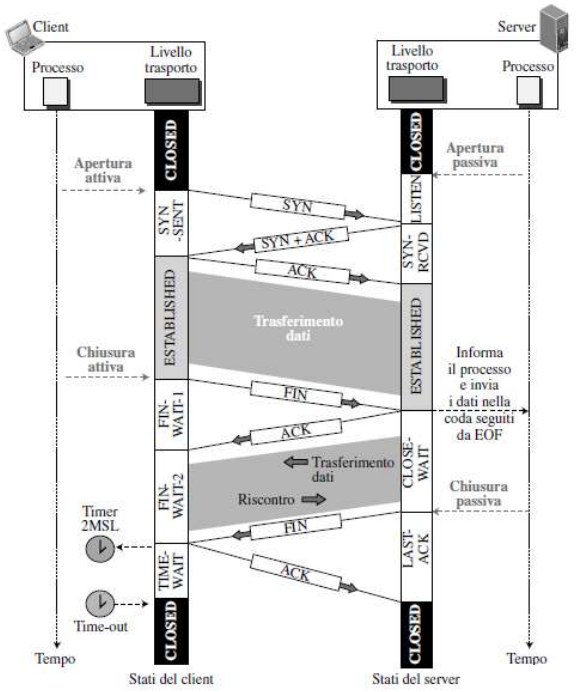 Client
Server
Livello
trasporto
Processo
Livello
trasporto
Processo
CLOSED
CLOSED
Apertura
attiva
Apertura
passiva
LISTEN
SYN
SYN
-SENT
SYN + ACK
SYN-
RCVD
ACK
ESTABLISHED
Trasferimento
dati
ESTABLISHED
Chiusura
attiva
Informa
il processo
e invia
i dati nella
coda seguiti
da EOF
FIN
FIN-
WAIT-1
ACK
CLOSE-
WAIT
Trasferimento
dati
Riscontro
FIN-
WAIT-2
Chiusura
passiva
Timer
2MSL
FIN
LAST-
ACK
TIME-
WAIT
ACK
Time-out
CLOSED
CLOSED
Tempo
Tempo
Stati del client
Stati del server